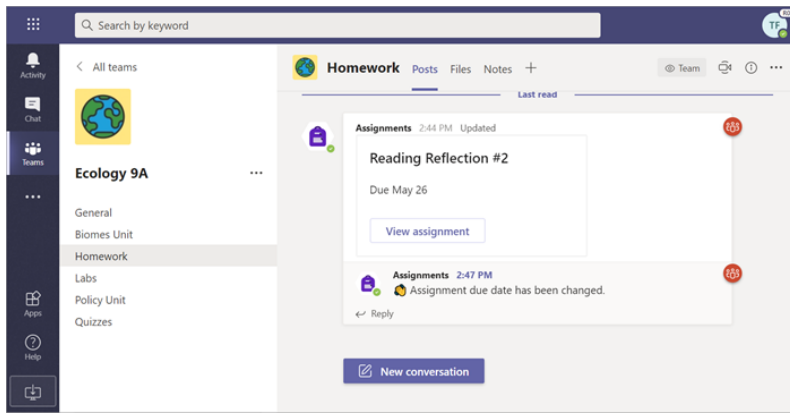 Search by keyword
TF
Activity
Chat
Teams
Apps
Help
All teams
Ecology 9A
General
Biomes Unit
Homework
Labs
Policy Unit
Quizzes
Homework Posts Files Notes
Team
Last read
Assignments 2:44 PM Updated
Reading Reflection #2
Due May 26
View assignment
Assignments 2:47 PM
Assignment due date has been changed.
Reply
New conversation